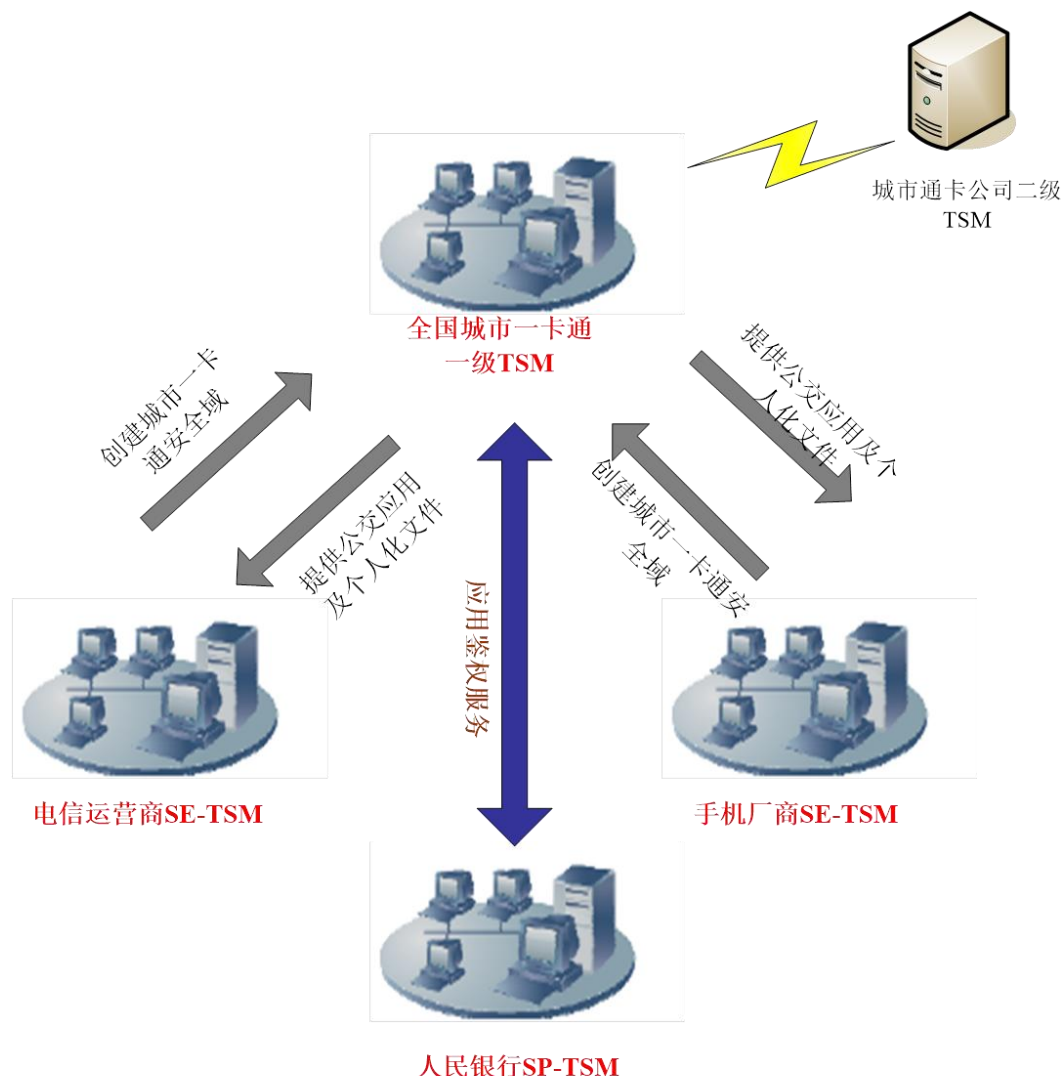 城市通卡公司二级
TSM
全国城市一卡通
一级TSM
创建城市一卡
通安全域
提供公交应用
及个人化文件
应用鉴权服务
创建城市一卡通安
全域
提供公交应用及个
人化文件
电信运营商SE-TSM
手机厂商SE-TSM
人民银行SP-TSM